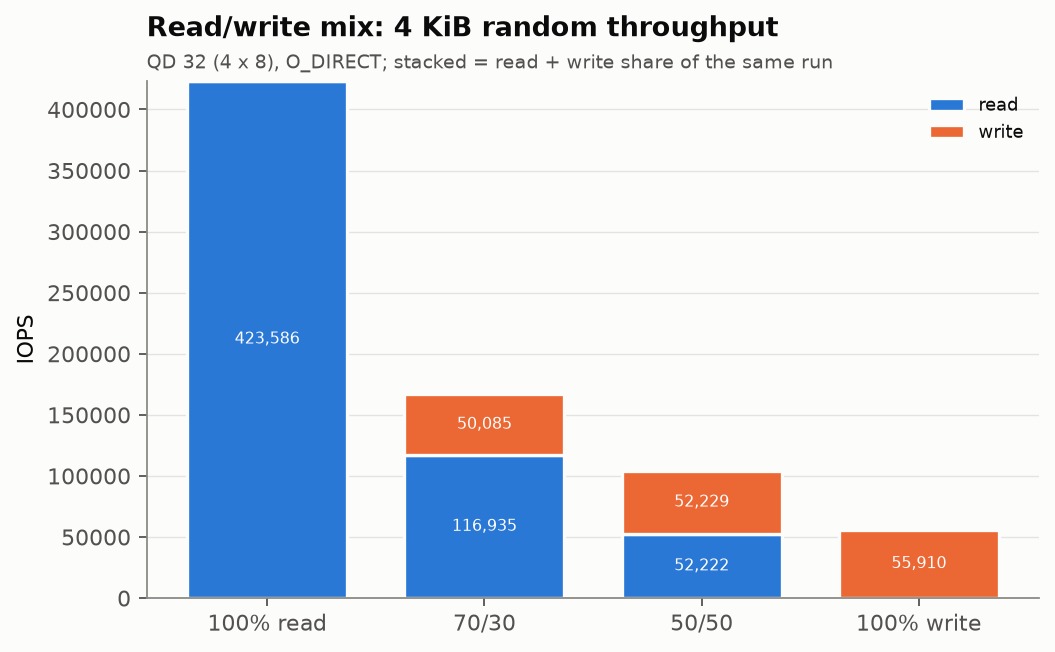 Read/write mix: 4 KiB random throughput
QD 32 (4 x 8), O_DIRECT; stacked = read + write share of the same run
IOPS
400000
350000
300000
250000
200000
150000
100000
50000
0
read
write
423,586
50,085
116,935
52,229
52,222
55,910
100% read
70/30
50/50
100% write